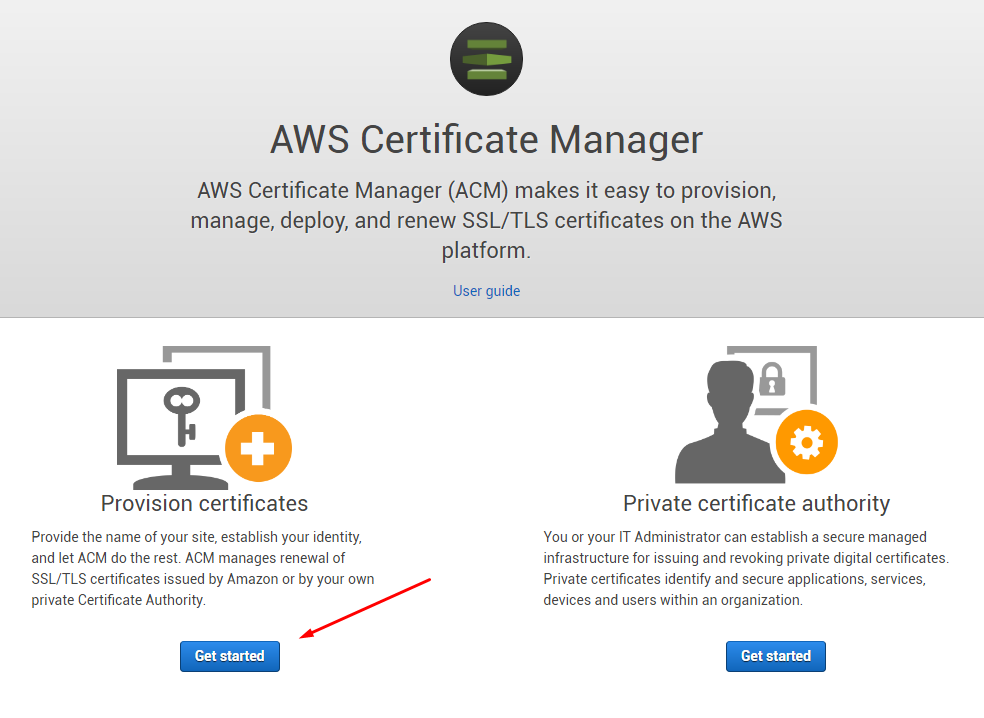 AWS Certificate Manager
AWS Certificate Manager (ACM) makes it easy to provision,
manage, deploy, and renew SSL/TLS certificates on the AWS
platform.
User guide
Provision certificates
Provide the name of your site, establish your identity,
and let ACM do the rest. ACM manages renewal of
SSL/TLS certificates issued by Amazon or by your own
private Certificate Authority.
Get started
Private certificate authority
You or your IT Administrator can establish a secure managed
infrastructure for issuing and revoking private digital certificates.
Private certificates identify and secure applications, services,
devices and users within an organization.
Get started